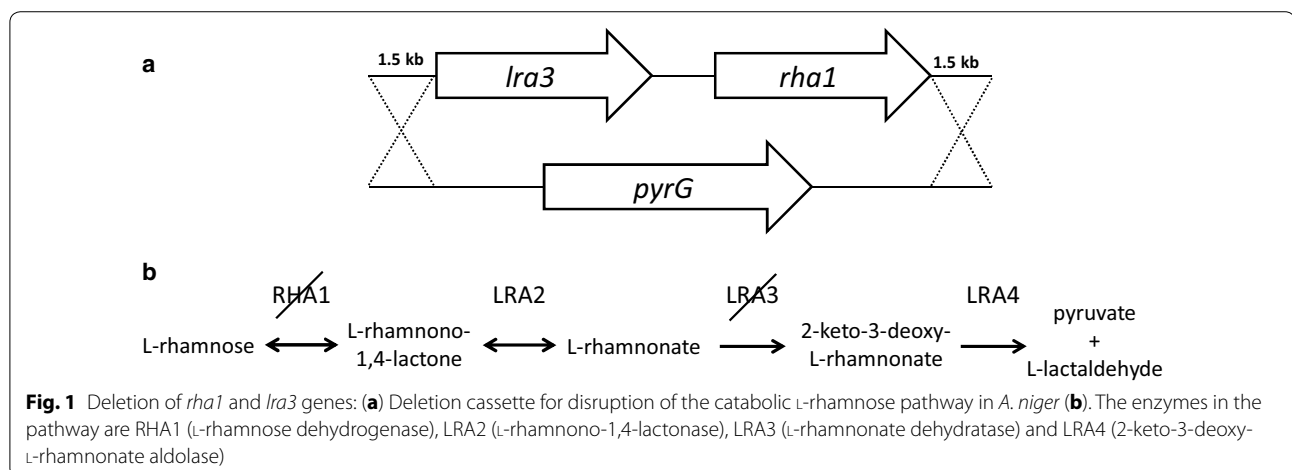 a
1.5 kb
lra3
rha1
1.5 kb
pyrG
b
RHA1
LRA2
LRA3
LRA4
L-rhamnose
L-rhamnono-
1,4-lactone
L-rhamnonate
2-keto-3-deoxy-
L-rhamnonate
pyruvate
+
L-lactaldehyde
Fig. 1 Deletion of rha1 and lra3 genes: (a) Deletion cassette for disruption of the catabolic L-rhamnose pathway in A. niger (b). The enzymes in the
pathway are RHA1 (L-rhamnose dehydrogenase), LRA2 (L-rhamnono-1,4-lactonase), LRA3 (L-rhamnonate dehydratase) and LRA4 (2-keto-3-deoxy-
L-rhamnonate aldolase)